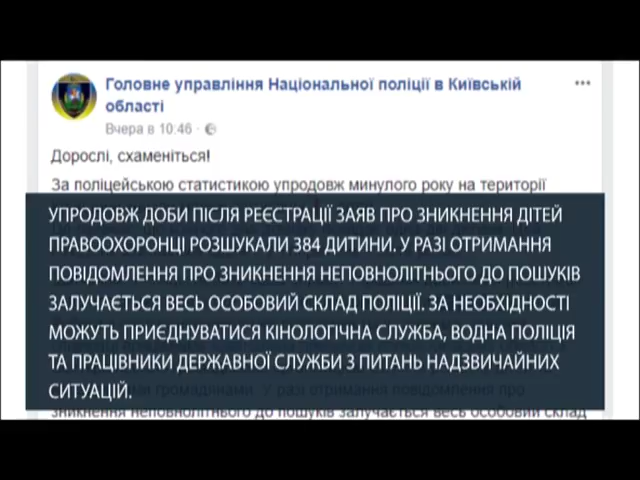 Головне управління Національної поліції в Київській
області
Вчера в 10:46
Дорослі, схаменіться!
За поліцейською статистикою упродовж минулого року на території
УПРОДОВЖ ДОБИ ПІСЛЯ РЕЄСТРАЦІЇ ЗАЯВ ПРО ЗНИКНЕННЯ ДІТЕЙ
ПРАВООХОРОНЦІ РОЗШУКАЛИ 384 ДИТИНИ. У РАЗІ ОТРИМАННЯ
ПОВІДОМЛЕННЯ ПРО ЗНИКНЕННЯ НЕПОВНОЛІТНЬОГО ДО ПОШУКІВ
ЗАЛУЧАЄТЬСЯ ВЕСЬ ОСОБОВИЙ СКЛАД ПОЛІЦІЇ. ЗА НЕОБХІДНОСТІ
МОЖУТЬ ПРИЄДНУВАТИСЯ КІНОЛОГІЧНА СЛУЖБА, ВОДНА ПОЛІЦІЯ
ТА ПРАЦІВНИКИ ДЕРЖАВНОЇ СЛУЖБИ З ПИТАНЬ НАДЗВИЧАЙНИХ
СИТУАЦІЙ.
громадянами. У разі отримання повідомлення про
зникнення неповнолітнього до пошуків залучається весь особовий склад